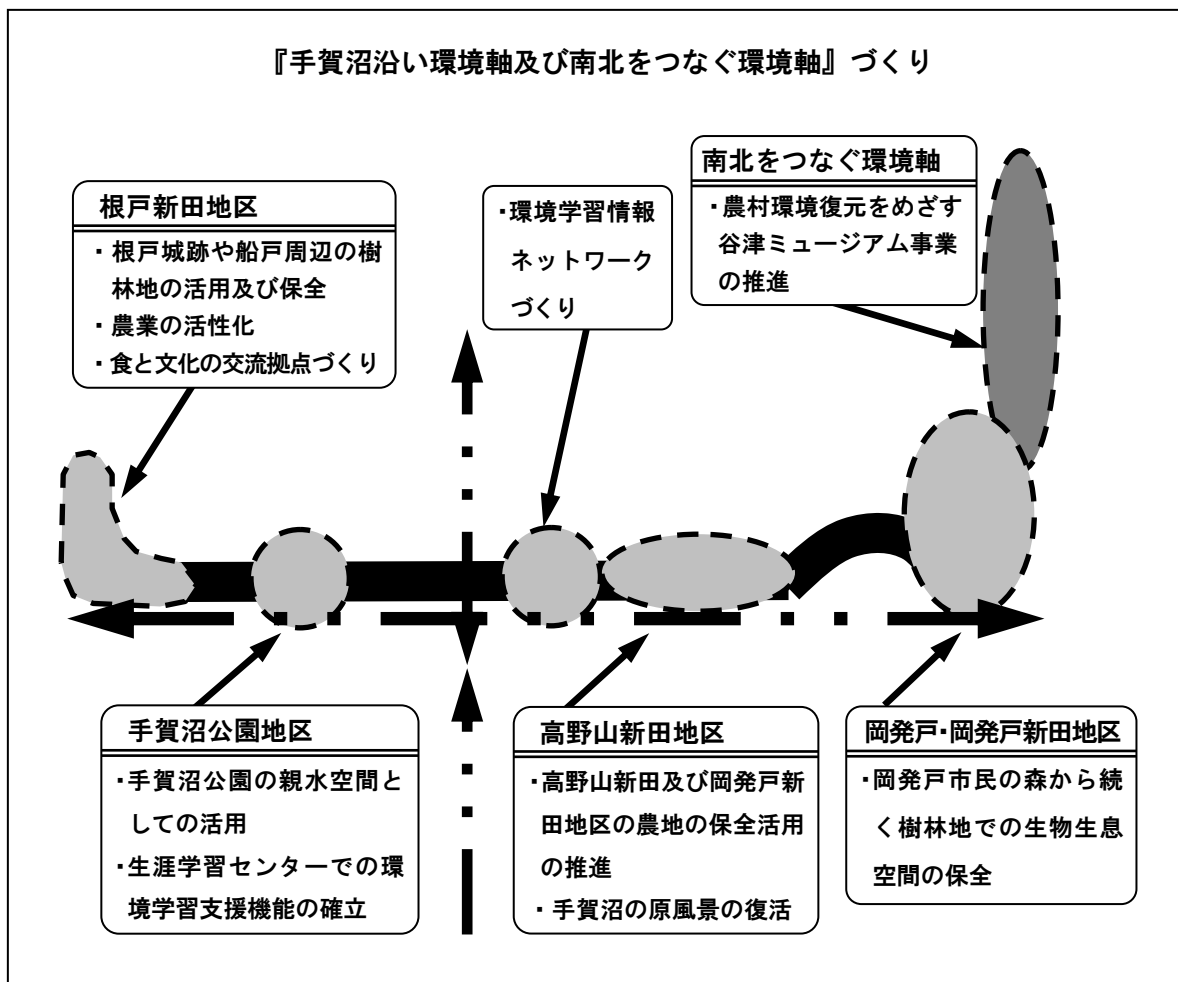 『手賀沼沿い環境軸及び南北をつなぐ環境軸』づくり
南北をつなぐ環境軸
・農村環境復元をめざす
谷津ミュージアム事業
の推進
根戸新田地区
・根戸城跡や船戸周辺の樹
林地の活用及び保全
・農業の活性化
・食と文化の交流拠点づくり
・環境学習情報
ネットワーク
づくり
手賀沼公園地区
・手賀沼公園の親水空間と
しての活用
・生涯学習センターでの環
境学習支援機能の確立
高野山新田地区
・高野山新田及び岡発戸新
田地区の農地の保全活用
の推進
・手賀沼の原風景の復活
岡発戸・岡発戸新田地区
・岡発戸市民の森から続
く樹林地での生物生息
空間の保全